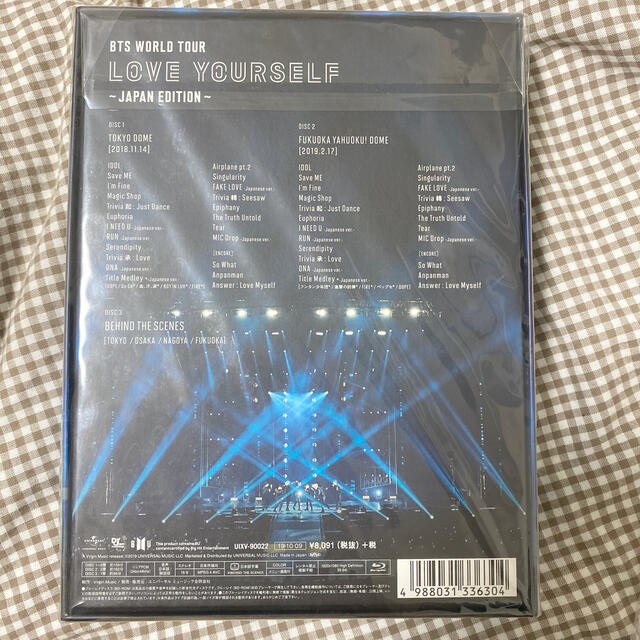 BTS WORLD TOUR
LOVE YOURSELF
~JAPAN EDITION~
DISC 1
TOKYO DOME
[2018.11.14]
IDOL
Save ME
I'm Fine
Magic Shop
Trivia 起 : Just Dance
Euphoria
I NEED U -Japanese ver.-
RUN -Japanese ver.-
Serendipity
Trivia 承 : Love
DNA -Japanese ver.-
Title Medley -Japanese ver.-
Airplane pt.2
Singularity
FAKE LOVE -Japanese ver.-
Trivia 轉 : Seesaw
Epiphany
The Truth Untold
Tear
MIC Drop -Japanese ver.-
[ENCORE]
So What
Anpanman
Answer : Love Myself
DISC 2
FUKUOKA YAHUOKU! DOME
[2019.2.17]
IDOL
Save ME
I'm Fine
Magic Shop
Trivia 起 : Just Dance
Euphoria
I NEED U -Japanese ver.-
RUN -Japanese ver.-
Serendipity
Trivia 承 : Love
DNA -Japanese ver.-
Title Medley -Japanese ver.-
Airplane pt.2
Singularity
FAKE LOVE -Japanese ver.-
Trivia 轉 : Seesaw
Epiphany
The Truth Untold
Tear
MIC Drop -Japanese ver.-
[ENCORE]
So What
Anpanman
Answer : Love Myself
DISC 3
BEHIND THE SCENES
[TOKYO / OSAKA / NAGOYA / FUKUOKA]
UIXV-90022 19·10·09 ¥8,091 (税抜) +税
4 988031 336304